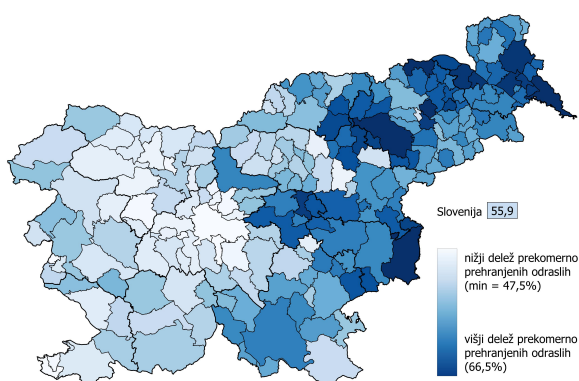 Slovenija 55,9
nižji delež prekomerno
prehranjenih odraslih
(min = 47,5%)
višji delež prekomerno
prehranjenih odraslih
(66,5%)